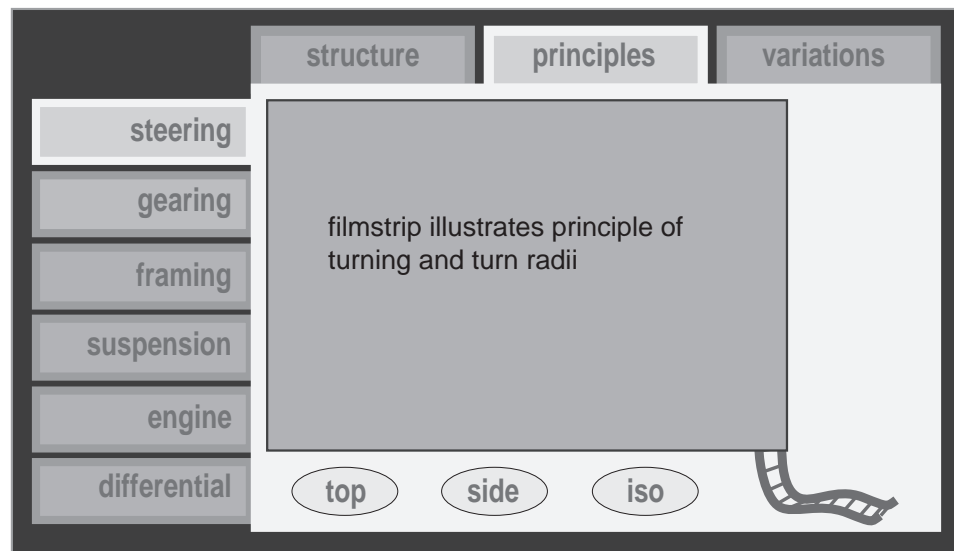 structure
principles
variations
steering
gearing
framing
suspension
engine
differential
filmstrip illustrates principle of
turning and turn radii
top
side
iso